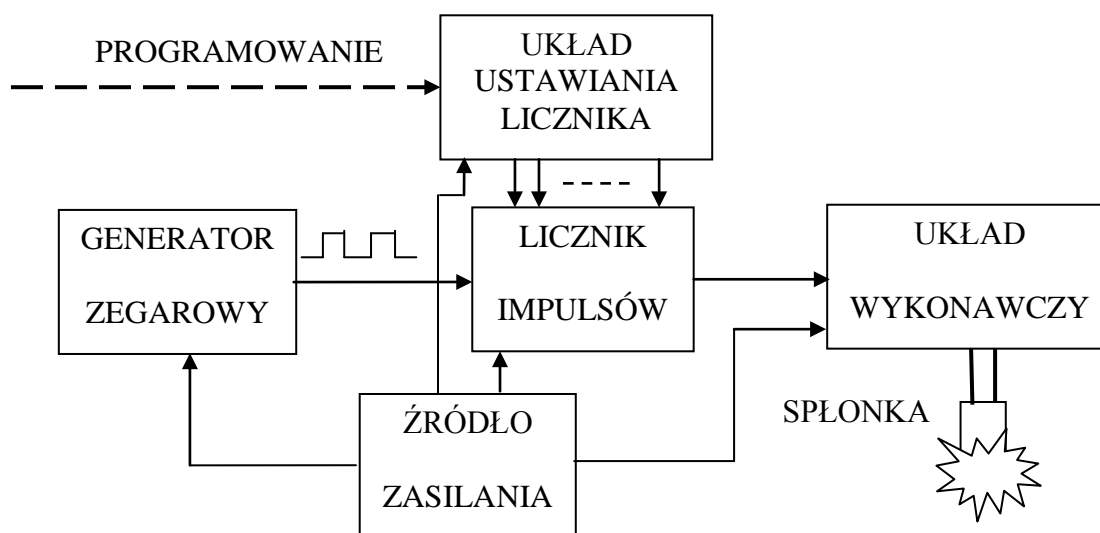 PROGRAMOWANIE
UKŁAD
USTAWIANIA
LICZNIKA
GENERATOR
ZEGAROWY
LICZNIK
IMPULSÓW
UKŁAD
WYKONAWCZY
ŹRÓDŁO
ZASILANIA
SPŁONKA